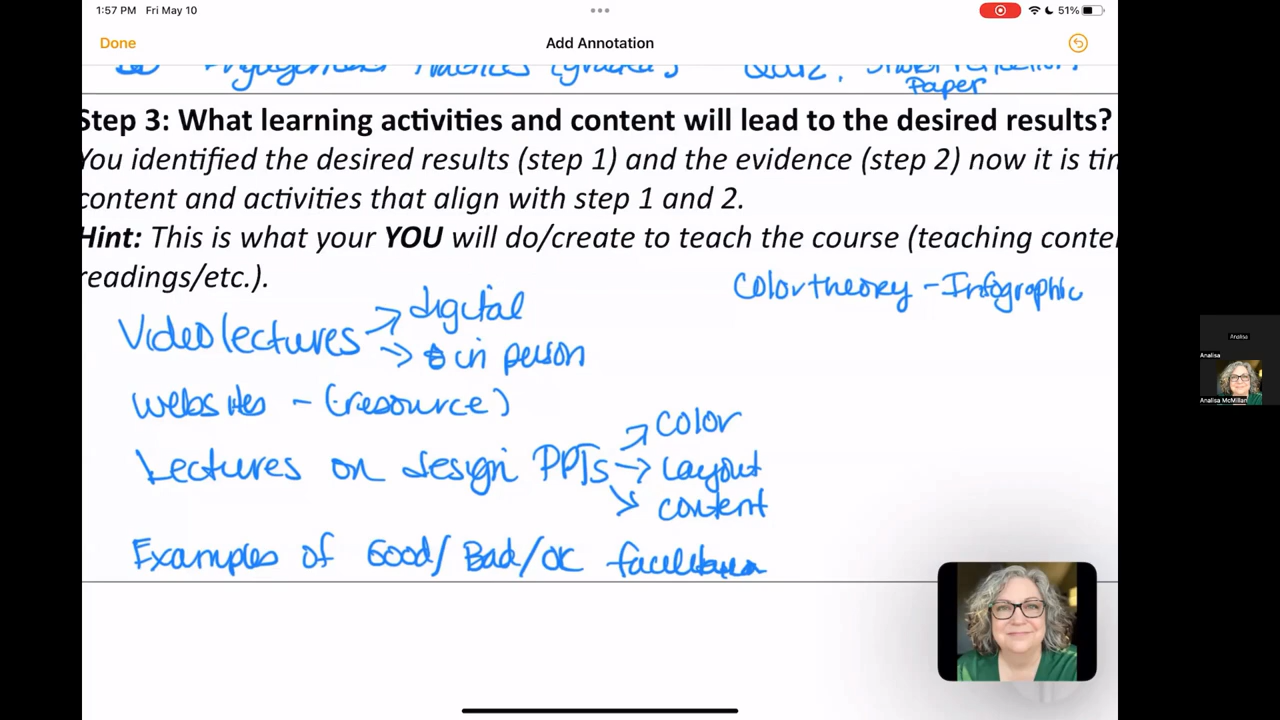 1:57 PM Fri May 10
51%
Done
Add Annotation
Quiz,
Paper
Step 3: What learning activities and content will lead to the desired results?
You identified the desired results (step 1) and the evidence (step 2) now it is tin
content and activities that align with step 1 and 2.
Hint: This is what your YOU will do/create to teach the course (teaching conte
readings/etc.).
Color theory - Infographic
Video lectures → digital
→ in person
websites - (resource)
Lectures on design PPTs → color
→ layout
→ content
Examples of Good/Bad/OK
Analisa
Analisa
Analisa McMillan